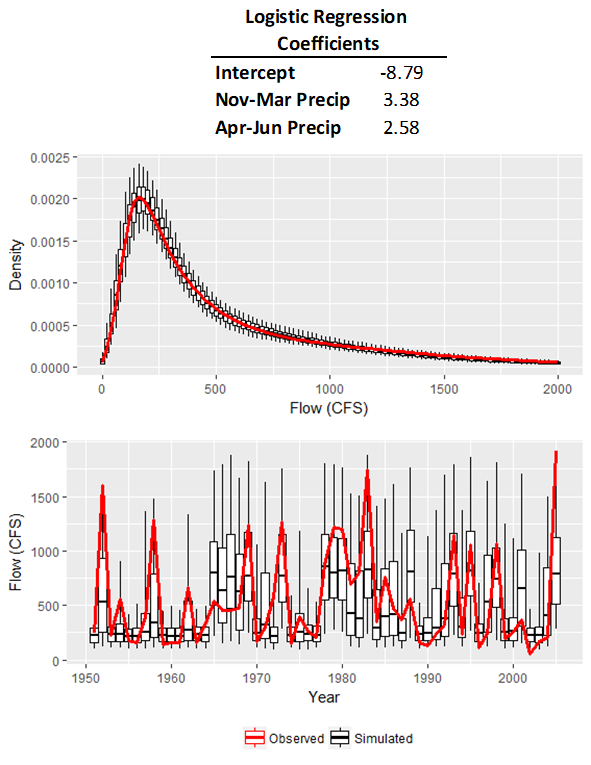 Logistic Regression
Coefficients
Intercept -8.79
Nov-Mar Precip 3.38
Apr-Jun Precip 2.58
0.0025
0.0020
0.0015
0.0010
0.0005
0.0000
Density
0 500 1000 1500 2000
Flow (CFS)
2000
1500
1000
500
0
Flow (CFS)
1950 1960 1970 1980 1990 2000
Year
Observed Simulated